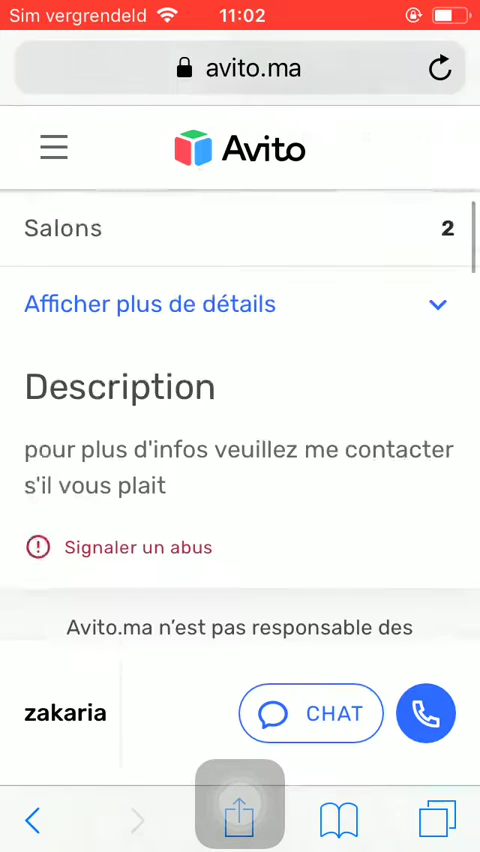 Sim vergrendeld 11:02
avito.ma
Avito
Salons 2
Afficher plus de détails
Description
pour plus d'infos veuillez me contacter
s'il vous plait
Signaler un abus
Avito.ma n’est pas responsable des
zakaria CHAT